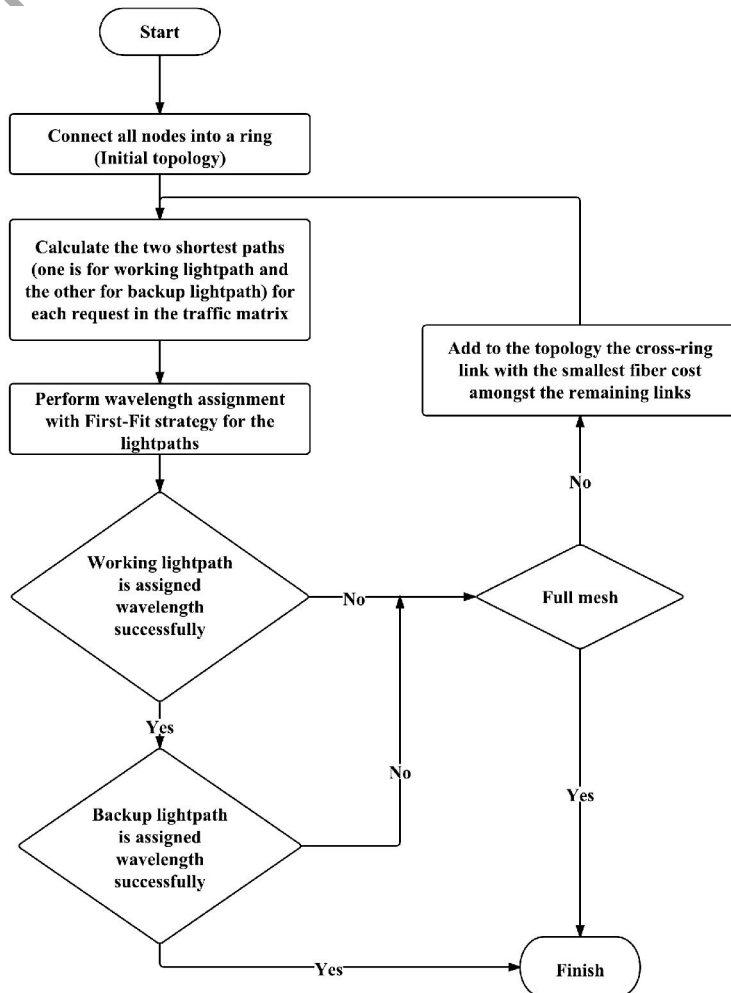 Start
Connect all nodes into a ring
(Initial topology)
Calculate the two shortest paths
(one is for working lightpath and
the other for backup lightpath) for
each request in the traffic matrix
Add to the topology the cross-ring
link with the smallest fiber cost
amongst the remaining links
Perform wavelength assignment
with First-Fit strategy for the
lightpaths
No
Working lightpath
is assigned
wavelength
successfully
No
Full mesh
Yes
No
Yes
Backup lightpath
is assigned
wavelength
successfully
Yes
Finish